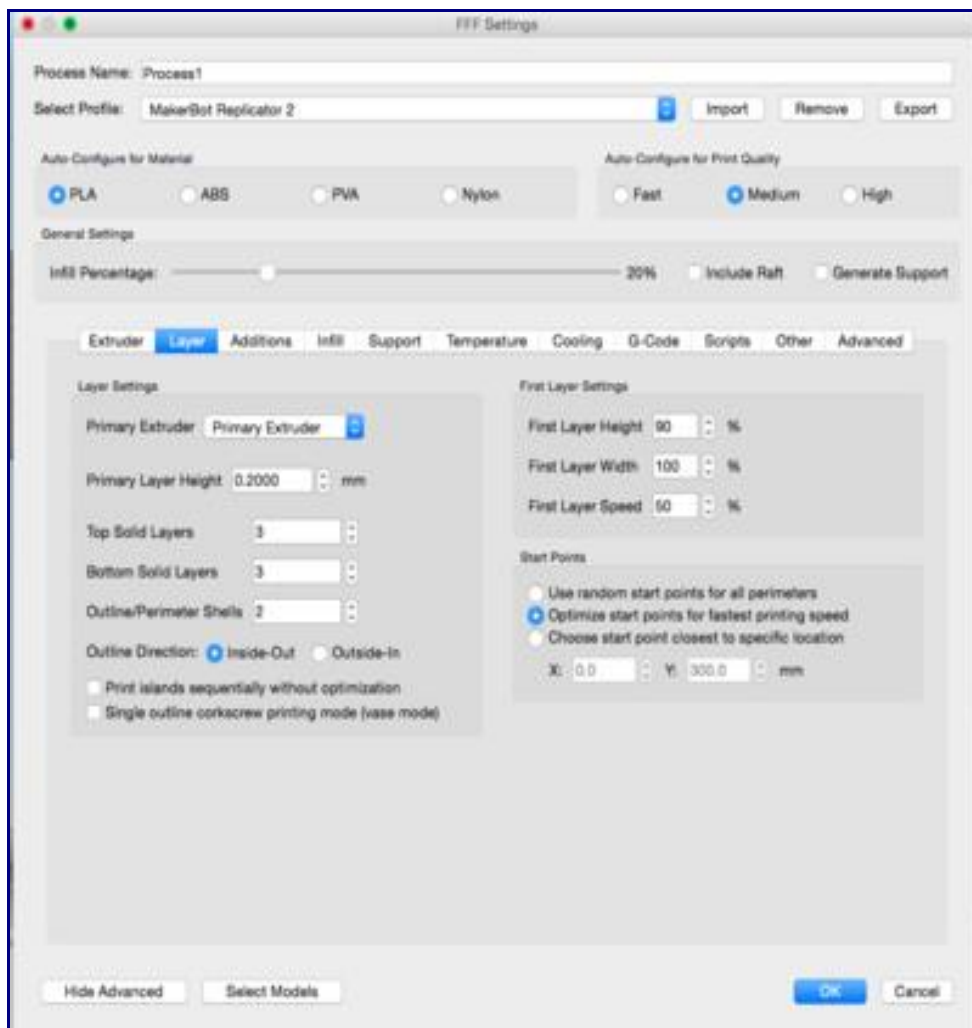 FFF Settings
Process Name: Process1
Select Profile: MakerBot Replicator 2 Import Remove Export
Auto-Configure for Material Auto-Configure for Print Quality
PLA ABS PVA Nylon Fast Medium High
General Settings
Infill Percentage: 20% Include Raft Generate Support
Extruder Layer Additions Infill Support Temperature Cooling G-Code Scripts Other Advanced
Layer Settings First Layer Settings
Primary Extruder Primary Extruder First Layer Height 90 %
Primary Layer Height 0.2000 mm First Layer Width 100 %
First Layer Speed 50 %
Top Solid Layers 3
Start Points
Bottom Solid Layers 3
Use random start points for all perimeters
Outline/Perimeter Shells 2 Optimize start points for fastest printing speed
Choose start point closest to specific location
Outline Direction: Inside-Out Outside-In
X: 0.0 Y: 300.0 mm
Print islands sequentially without optimization
Single outline corkscrew printing mode (vase mode)
Hide Advanced Select Models OK Cancel